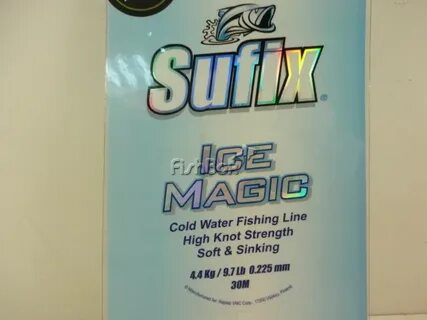 Sufix®
ICE
MAGIC
Cold Water Fishing Line
High Knot Strength
Soft & Sinking
4.4 Kg / 9.7 Lb 0.225 mm
30M
FishBox